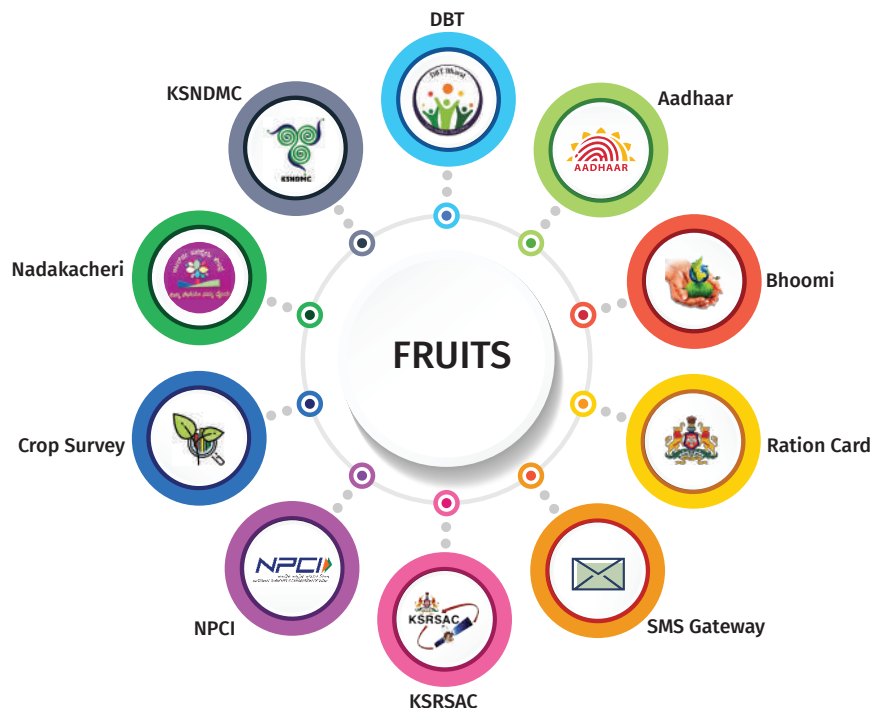 DBT
DBT Bharat
Aadhaar
AADHAAR
Bhoomi
Ration Card
SMS Gateway
KSRSAC
KSRSAC
NPCI
NPCI
Crop Survey
Nadakacheri
KSNDMC
KSNDMC
FRUITS